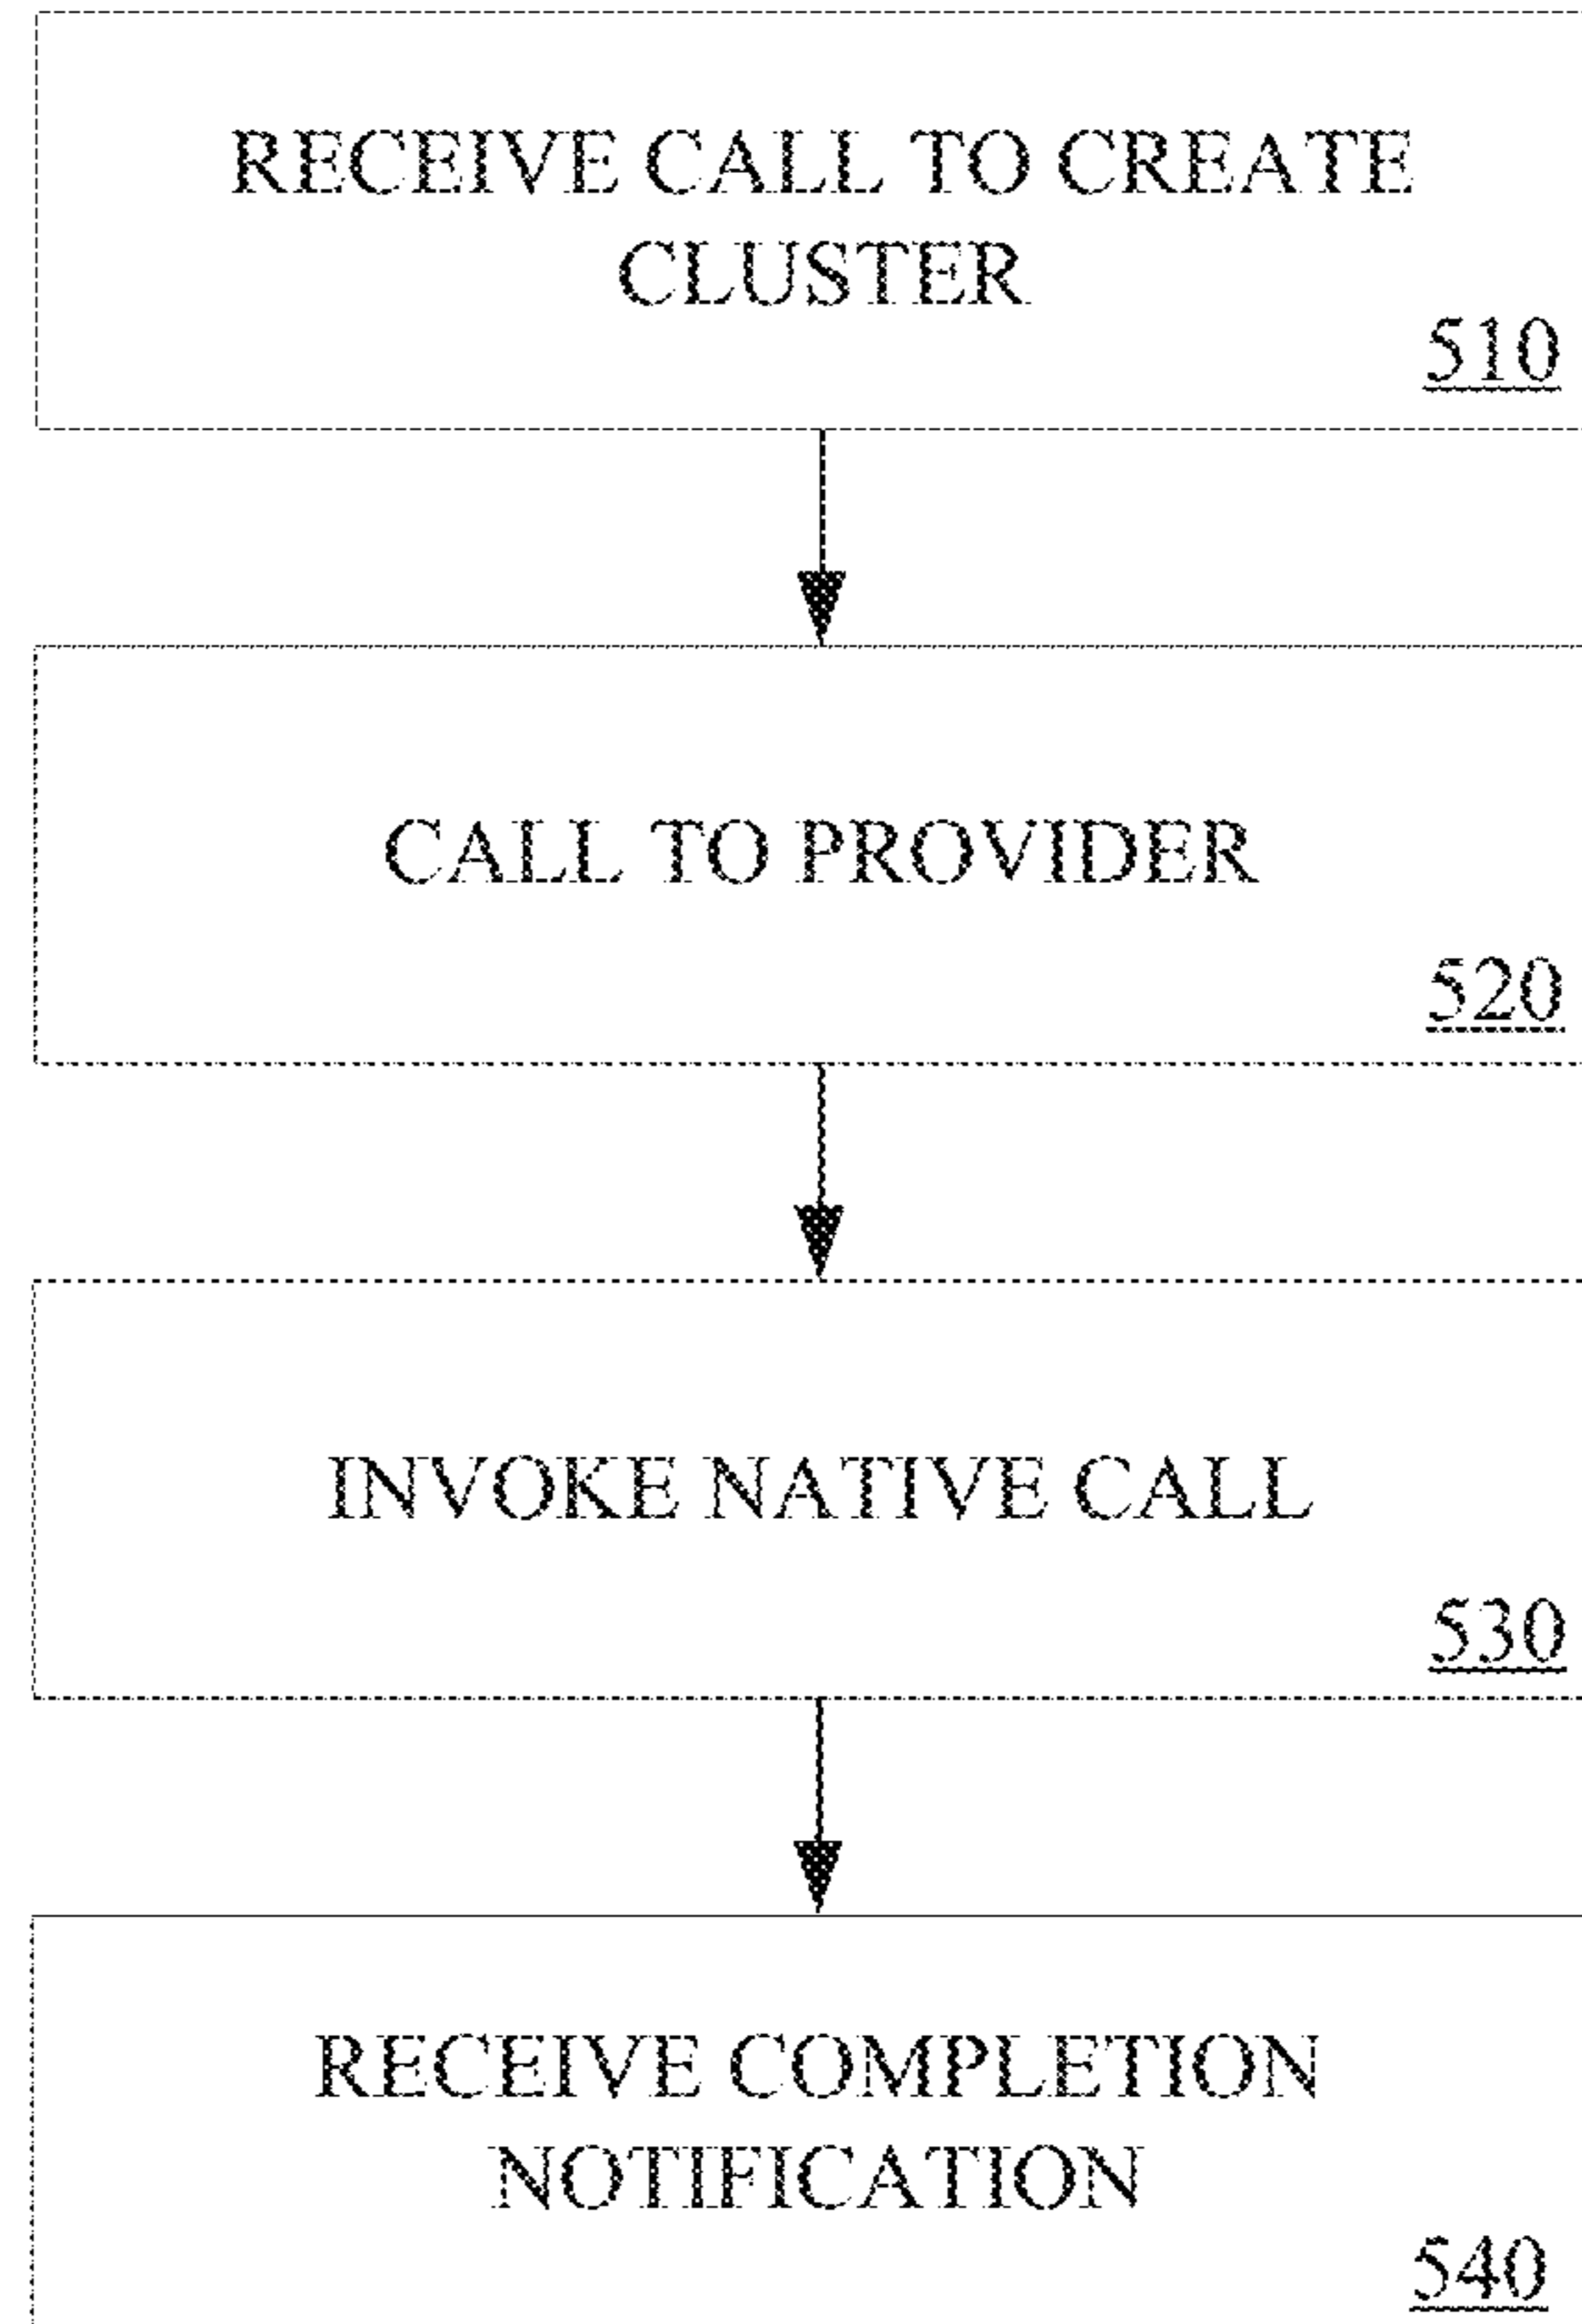 RECEIVE CALL TO CREATE
CLUSTER
510
CALL TO PROVIDER
520
INVOKE NATIVE CALL
530
RECEIVE COMPLETION
NOTIFICATION
540